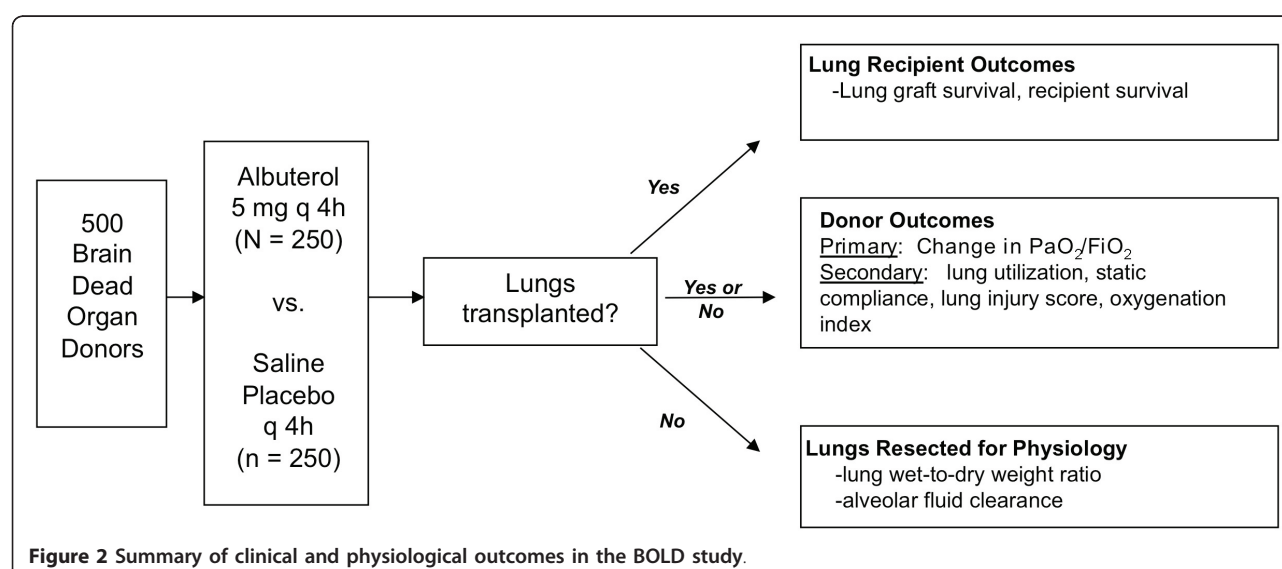 500
Brain
Dead
Organ
Donors
Albuterol
5 mg q 4h
(N = 250)
vs.
Saline
Placebo
q 4h
(n = 250)
Lungs
transplanted?
Yes
Yes or
No
No
Lung Recipient Outcomes
-Lung graft survival, recipient survival
Donor Outcomes
Primary: Change in PaO2/FiO2
Secondary: lung utilization, static
compliance, lung injury score, oxygenation
index
Lungs Resected for Physiology
-lung wet-to-dry weight ratio
-alveolar fluid clearance
Figure 2 Summary of clinical and physiological outcomes in the BOLD study.